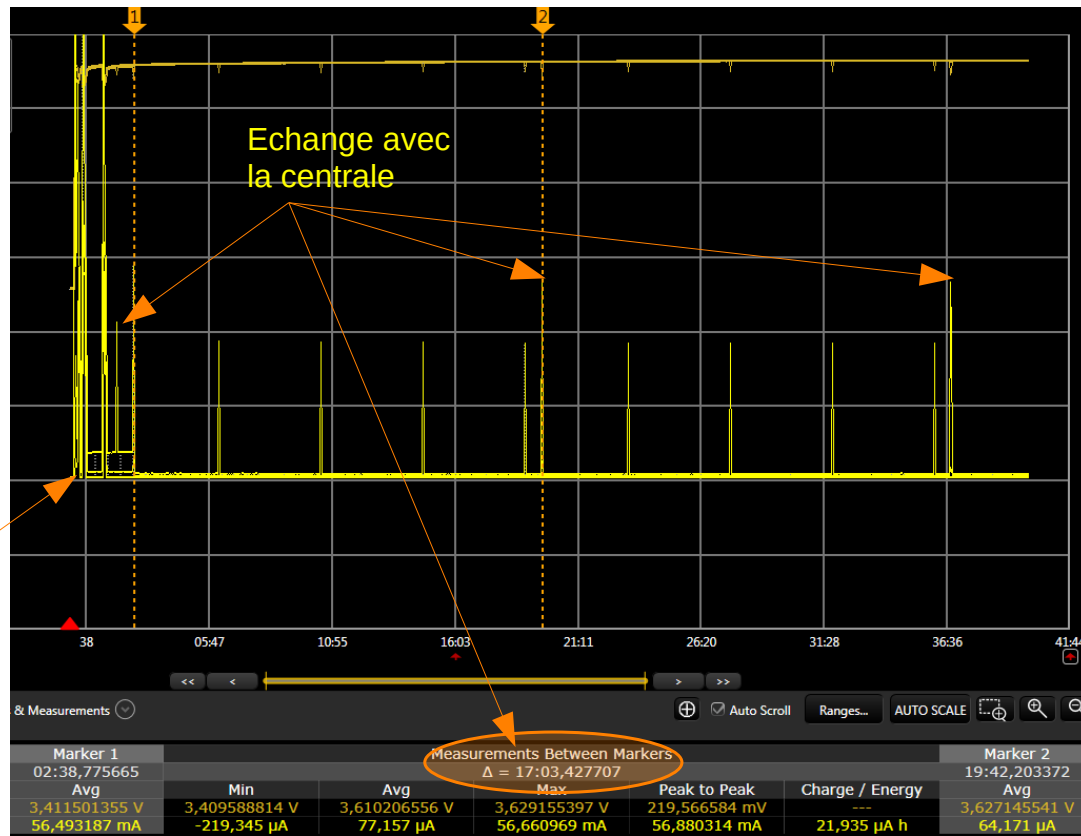 1
2
Echange avec
la centrale
38 05:47 10:55 16:03 21:11 26:20 31:28 36:36 41:44
<< < > >>
& Measurements Auto Scroll Ranges... AUTO SCALE
Marker 1 Measurements Between Markers Marker 2
02:38,775665 Δ = 17:03,427707 19:42,203372
Avg Min Avg Max Peak to Peak Charge / Energy Avg
3,411501355 V 3,409588814 V 3,610206556 V 3,629155397 V 219,566584 mV --- 3,627145541 V
56,493187 mA -219,345 µA 77,157 µA 56,660969 mA 56,880314 mA 21,935 µA h 64,171 µA